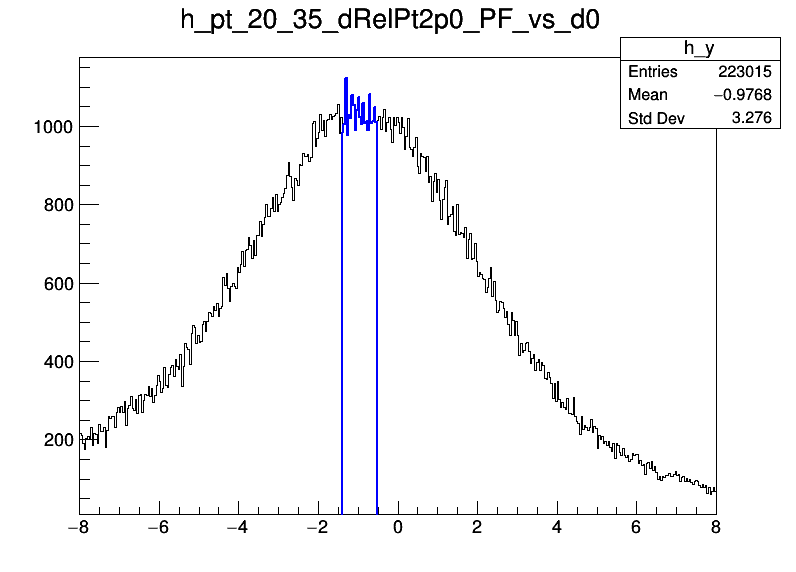 h_pt_20_35_dRelPt2p0_PF_vs_d0
h_y
Entries 223015
Mean −0.9768
Std Dev 3.276
1000
800
600
400
200
−8 −6 −4 −2 0 2 4 6 8